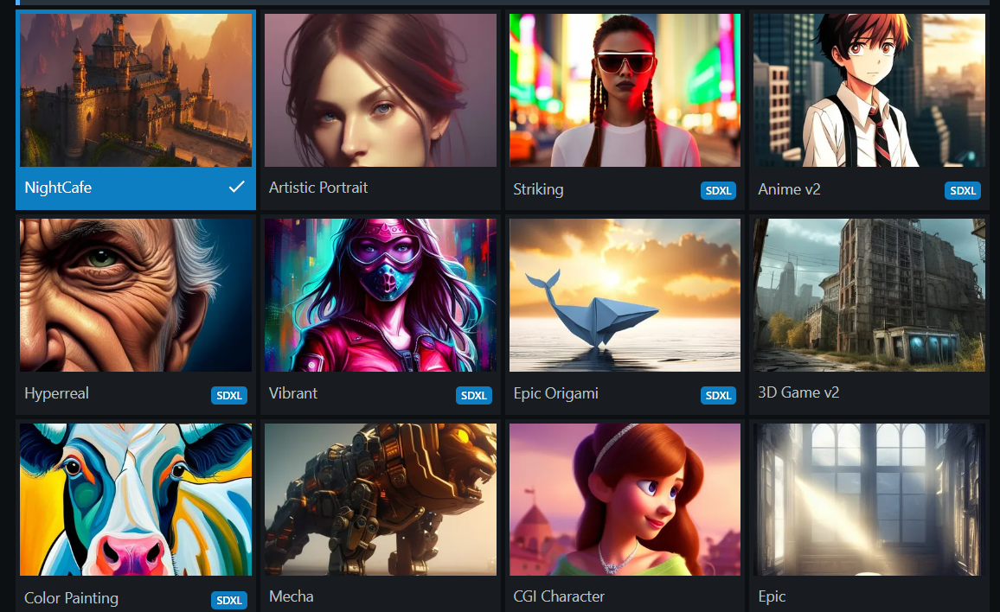 NightCafe
Artistic Portrait
Striking
SDXL
Anime v2
SDXL
Hyperreal
SDXL
Vibrant
SDXL
Epic Origami
SDXL
3D Game v2
Color Painting
SDXL
Mecha
CGI Character
Epic